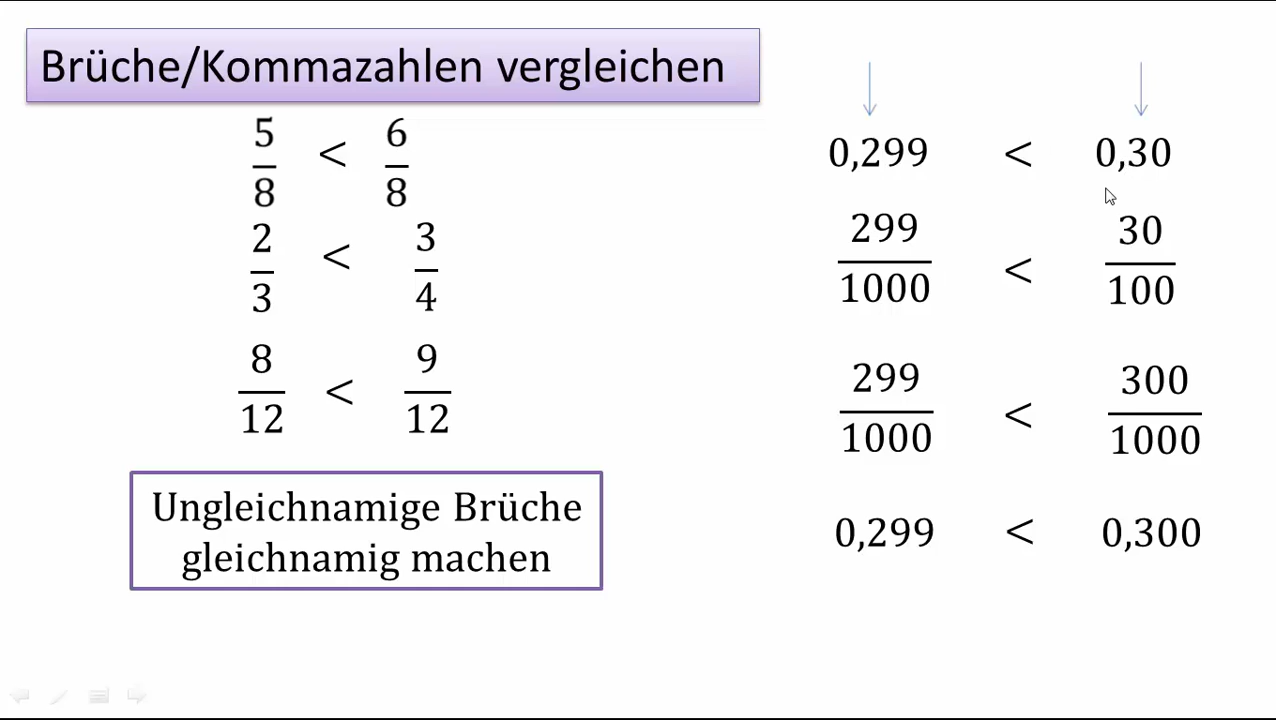 Brüche/Kommazahlen vergleichen
5/8 < 6/8
2/3 < 3/4
8/12 < 9/12
Ungleichnamige Brüche
gleichnamig machen
0,299 < 0,30
299/1000 < 30/100
299/1000 < 300/1000
0,299 < 0,300